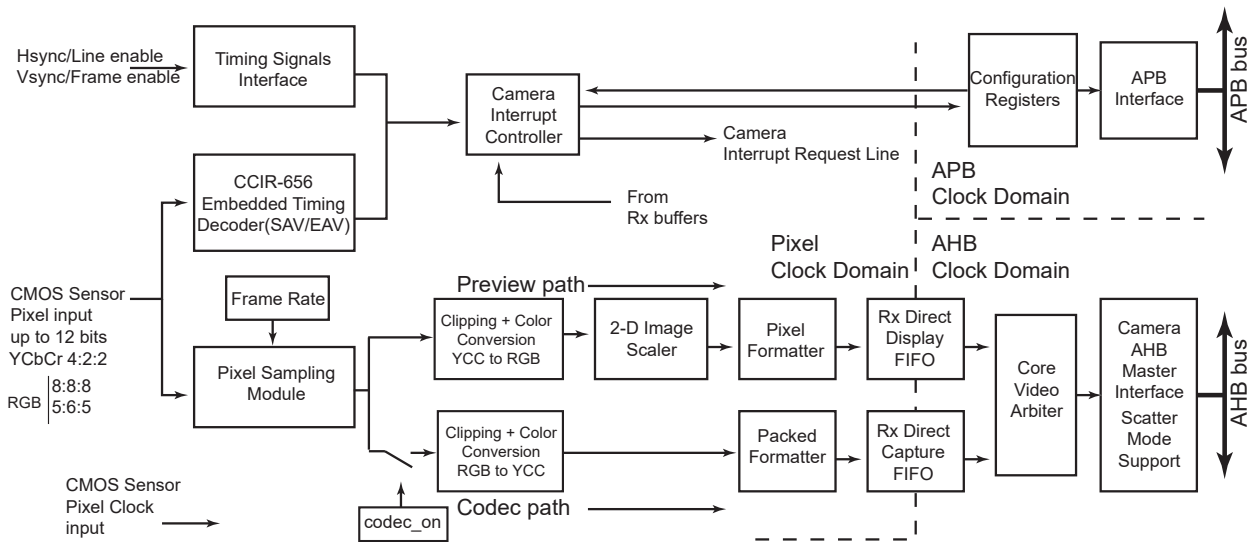 Hsync/Line enable
Vsync/Frame enable
Timing Signals
Interface
Camera
Interrupt
Controller
Configuration
Registers
APB
Interface
APB bus
CCIR-656
Embedded Timing
Decoder(SAV/EAV)
Camera
Interrupt Request Line
From
Rx buffers
APB
Clock Domain
Pixel
Clock Domain
AHB
Clock Domain
CMOS Sensor
Pixel input
up to 12 bits
YCbCr 4:2:2
RGB
8:8:8
5:6:5
Frame Rate
Pixel Sampling
Module
Preview path
Clipping + Color
Conversion
YCC to RGB
2-D Image
Scaler
Pixel
Formatter
Rx Direct
Display
FIFO
Core
Video
Arbiter
Camera
AHB
Master
Interface
Scatter
Mode
Support
AHB bus
Clipping + Color
Conversion
RGB to YCC
Packed
Formatter
Rx Direct
Capture
FIFO
Codec path
codec_on
CMOS Sensor
Pixel Clock
input